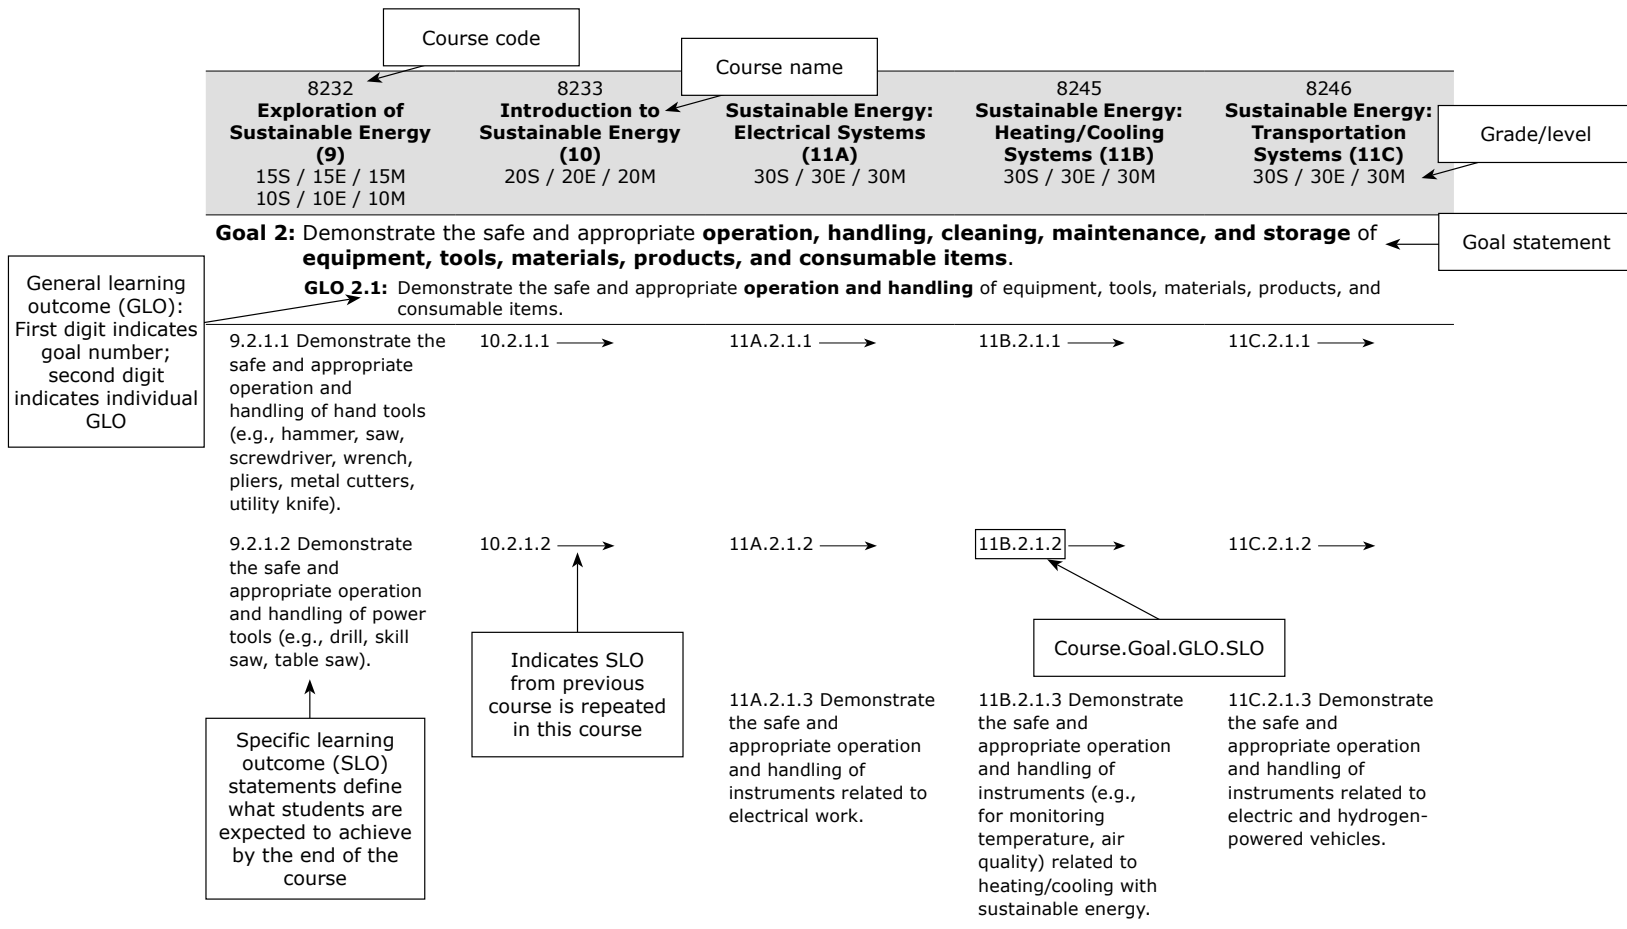 Course code
Course name
8232
Exploration of
Sustainable Energy
(9)
15S / 15E / 15M
10S / 10E / 10M
8233
Introduction to
Sustainable Energy
(10)
20S / 20E / 20M
Sustainable Energy:
Electrical Systems
(11A)
30S / 30E / 30M
8245
Sustainable Energy:
Heating/Cooling
Systems (11B)
30S / 30E / 30M
8246
Sustainable Energy:
Transportation
Systems (11C)
30S / 30E / 30M
Grade/level
Goal 2: Demonstrate the safe and appropriate operation, handling, cleaning, maintenance, and storage of
equipment, tools, materials, products, and consumable items.
Goal statement
General learning
outcome (GLO):
First digit indicates
goal number;
second digit
indicates individual
GLO
GLO 2.1: Demonstrate the safe and appropriate operation and handling of equipment, tools, materials, products, and
consumable items.
9.2.1.1 Demonstrate the
safe and appropriate
operation and
handling of hand tools
(e.g., hammer, saw,
screwdriver, wrench,
pliers, metal cutters,
utility knife).
10.2.1.1
11A.2.1.1
11B.2.1.1
11C.2.1.1
9.2.1.2 Demonstrate
the safe and
appropriate operation
and handling of power
tools (e.g., drill, skill
saw, table saw).
10.2.1.2
11A.2.1.2
11B.2.1.2
11C.2.1.2
Specific learning
outcome (SLO)
statements define
what students are
expected to achieve
by the end of the
course
Indicates SLO
from previous
course is repeated
in this course
Course.Goal.GLO.SLO
11A.2.1.3 Demonstrate
the safe and
appropriate operation
and handling of
instruments related to
electrical work.
11B.2.1.3 Demonstrate
the safe and
appropriate operation
and handling of
instruments (e.g.,
for monitoring
temperature, air
quality) related to
heating/cooling with
sustainable energy.
11C.2.1.3 Demonstrate
the safe and
appropriate operation
and handling of
instruments related to
electric and hydrogen-
powered vehicles.